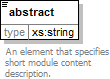 abstract
type xs:string
An element that specifies
short module content
description.